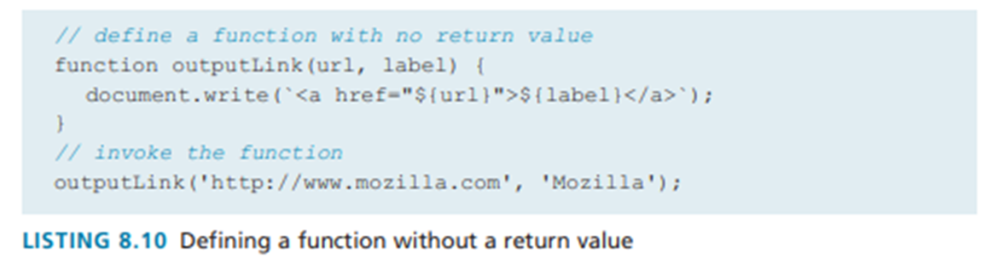 // define a function with no return value
function outputLink(url, label) {
document.write(`<a href="${url}">${label}</a>`);
}
// invoke the function
outputLink('http://www.mozilla.com', 'Mozilla');
LISTING 8.10 Defining a function without a return value